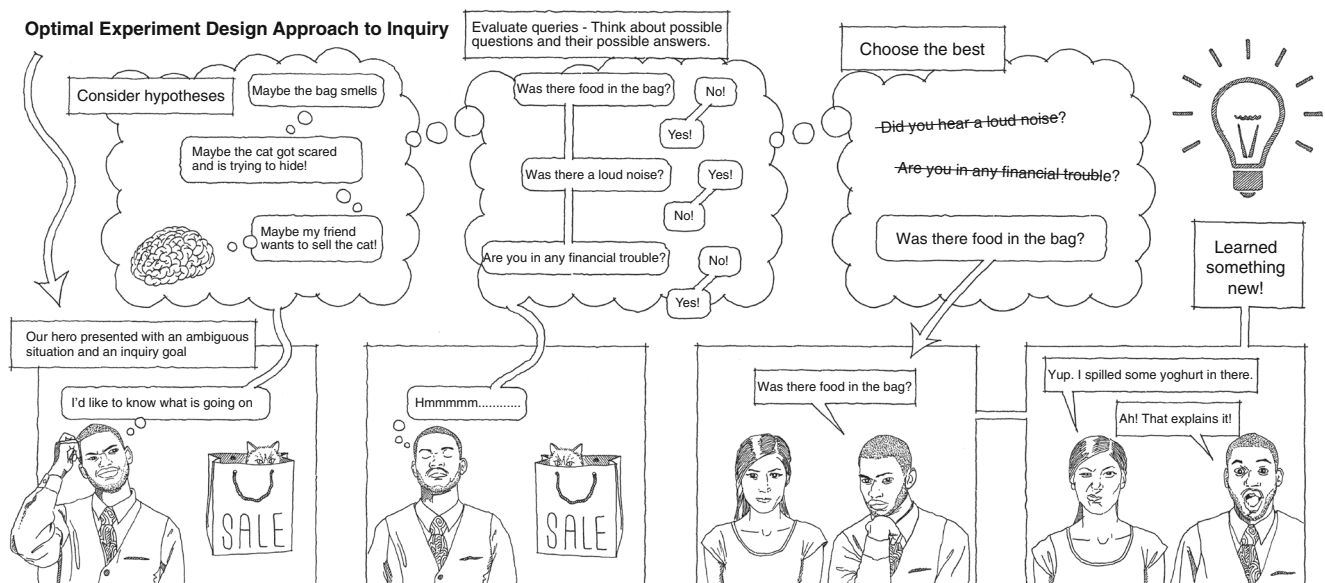 Optimal Experiment Design Approach to Inquiry
Consider hypotheses
Maybe the bag smells
Maybe the cat got scared
and is trying to hide!
Maybe my friend
wants to sell the cat!
Our hero presented with an ambiguous
situation and an inquiry goal
I'd like to know what is going on
SALE
Evaluate queries - Think about possible
questions and their possible answers.
Was there food in the bag?
No!
Yes!
Was there a loud noise?
Yes!
No!
Are you in any financial trouble?
No!
Yes!
Hmmmmm............
SALE
Choose the best
Did you hear a loud noise?
Are you in any financial trouble?
Was there food in the bag?
Was there food in the bag?
Learned
something
new!
Yup. I spilled some yoghurt in there.
Ah! That explains it!